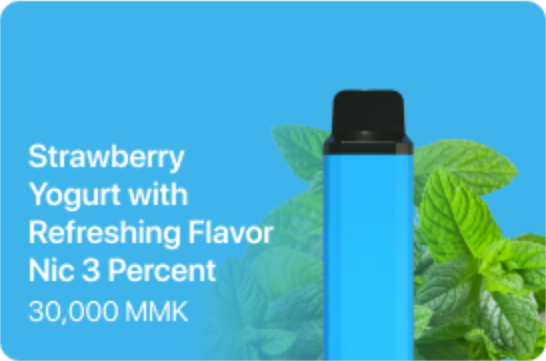 Strawberry
Yogurt with
Refreshing Flavor
Nic 3 Percent
30,000 MMK